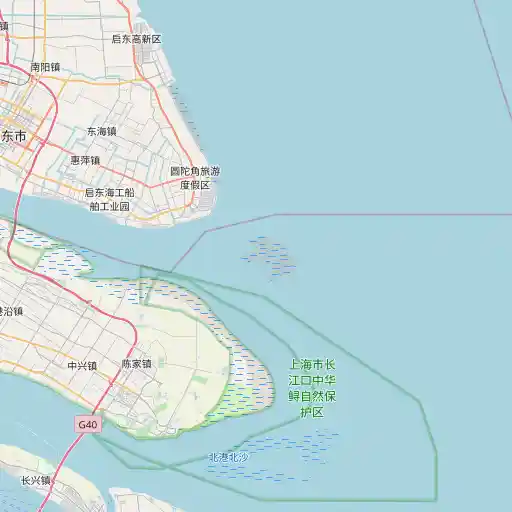 镇
启东高新区
南阳镇
东海镇
东市
惠萍镇
圆陀角旅游
度假区
启东海工船
舶工业园
港沿镇
中兴镇
陈家镇
上海市长
江口中华
鲟自然保
护区
G40
北港北沙
长兴镇